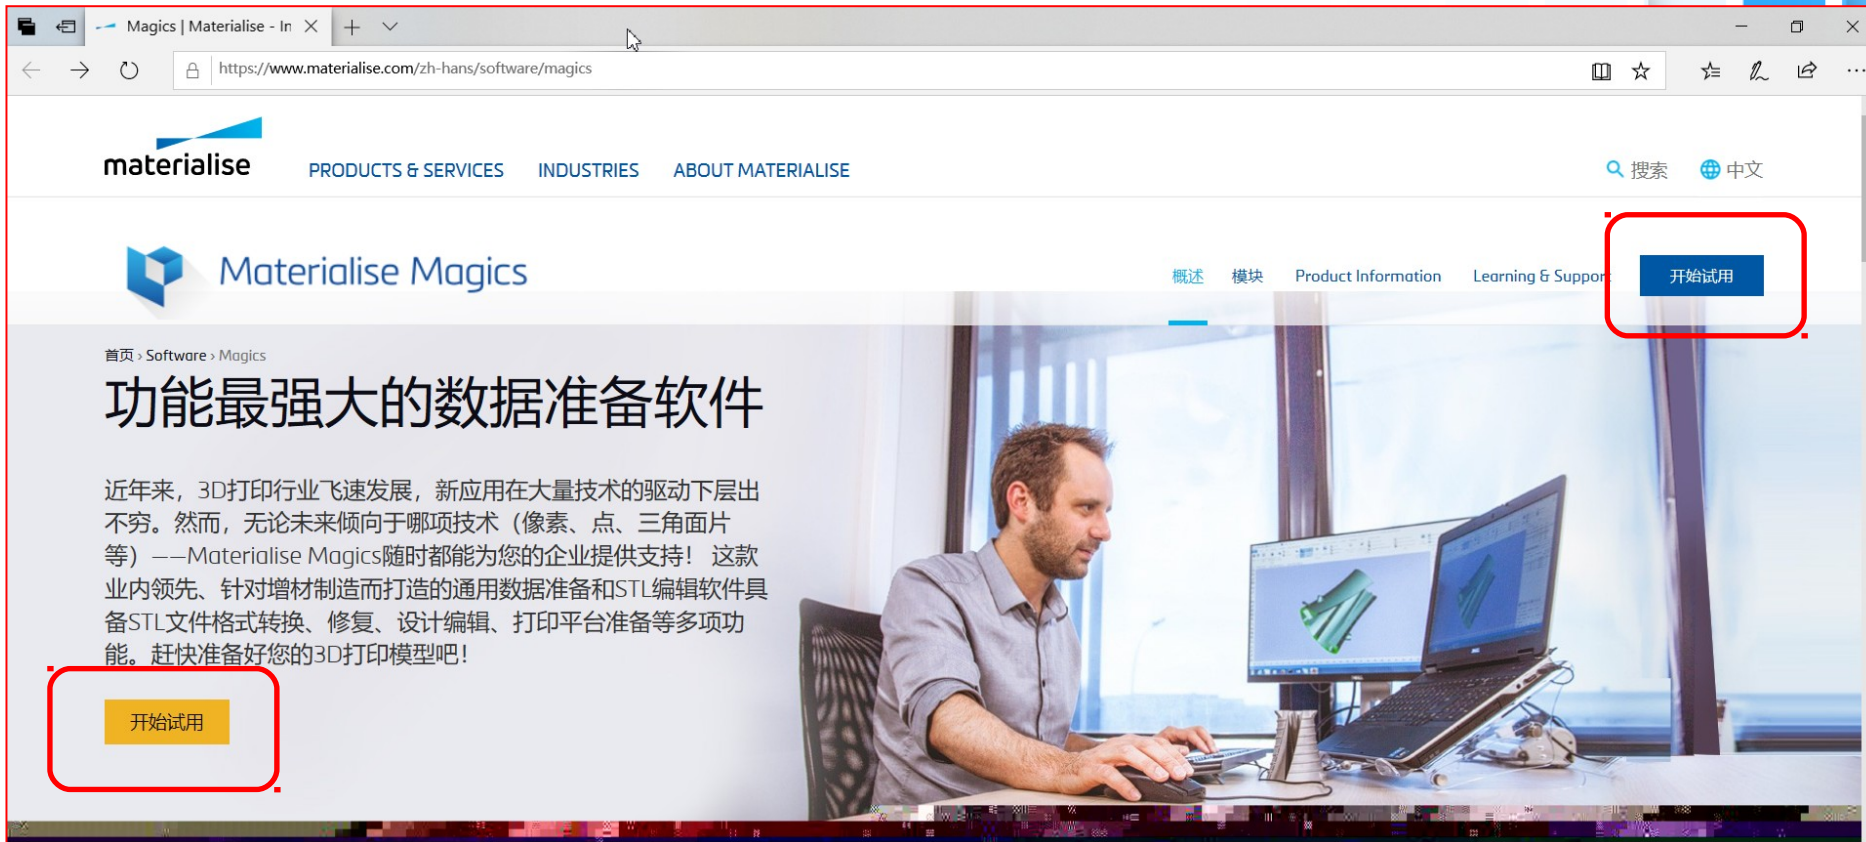 Magics | Materialise - In
https://www.materialise.com/zh-hans/software/magics
materialise
PRODUCTS & SERVICES INDUSTRIES ABOUT MATERIALISE
搜索 中文
Materialise Magics
概述 模块 Product Information Learning & Support 开始试用
首页 › Software › Magics
功能最强大的数据准备软件
近年来，3D打印行业飞速发展，新应用在大量技术的驱动下层出
不穷。然而，无论未来倾向于哪项技术（像素、点、三角面片
等）——Materialise Magics随时都能为您的企业提供支持！ 这款
业内领先、针对增材制造而打造的通用数据准备和STL编辑软件具
备STL文件格式转换、修复、设计编辑、打印平台准备等多项功
能。赶快准备好您的3D打印模型吧！
开始试用